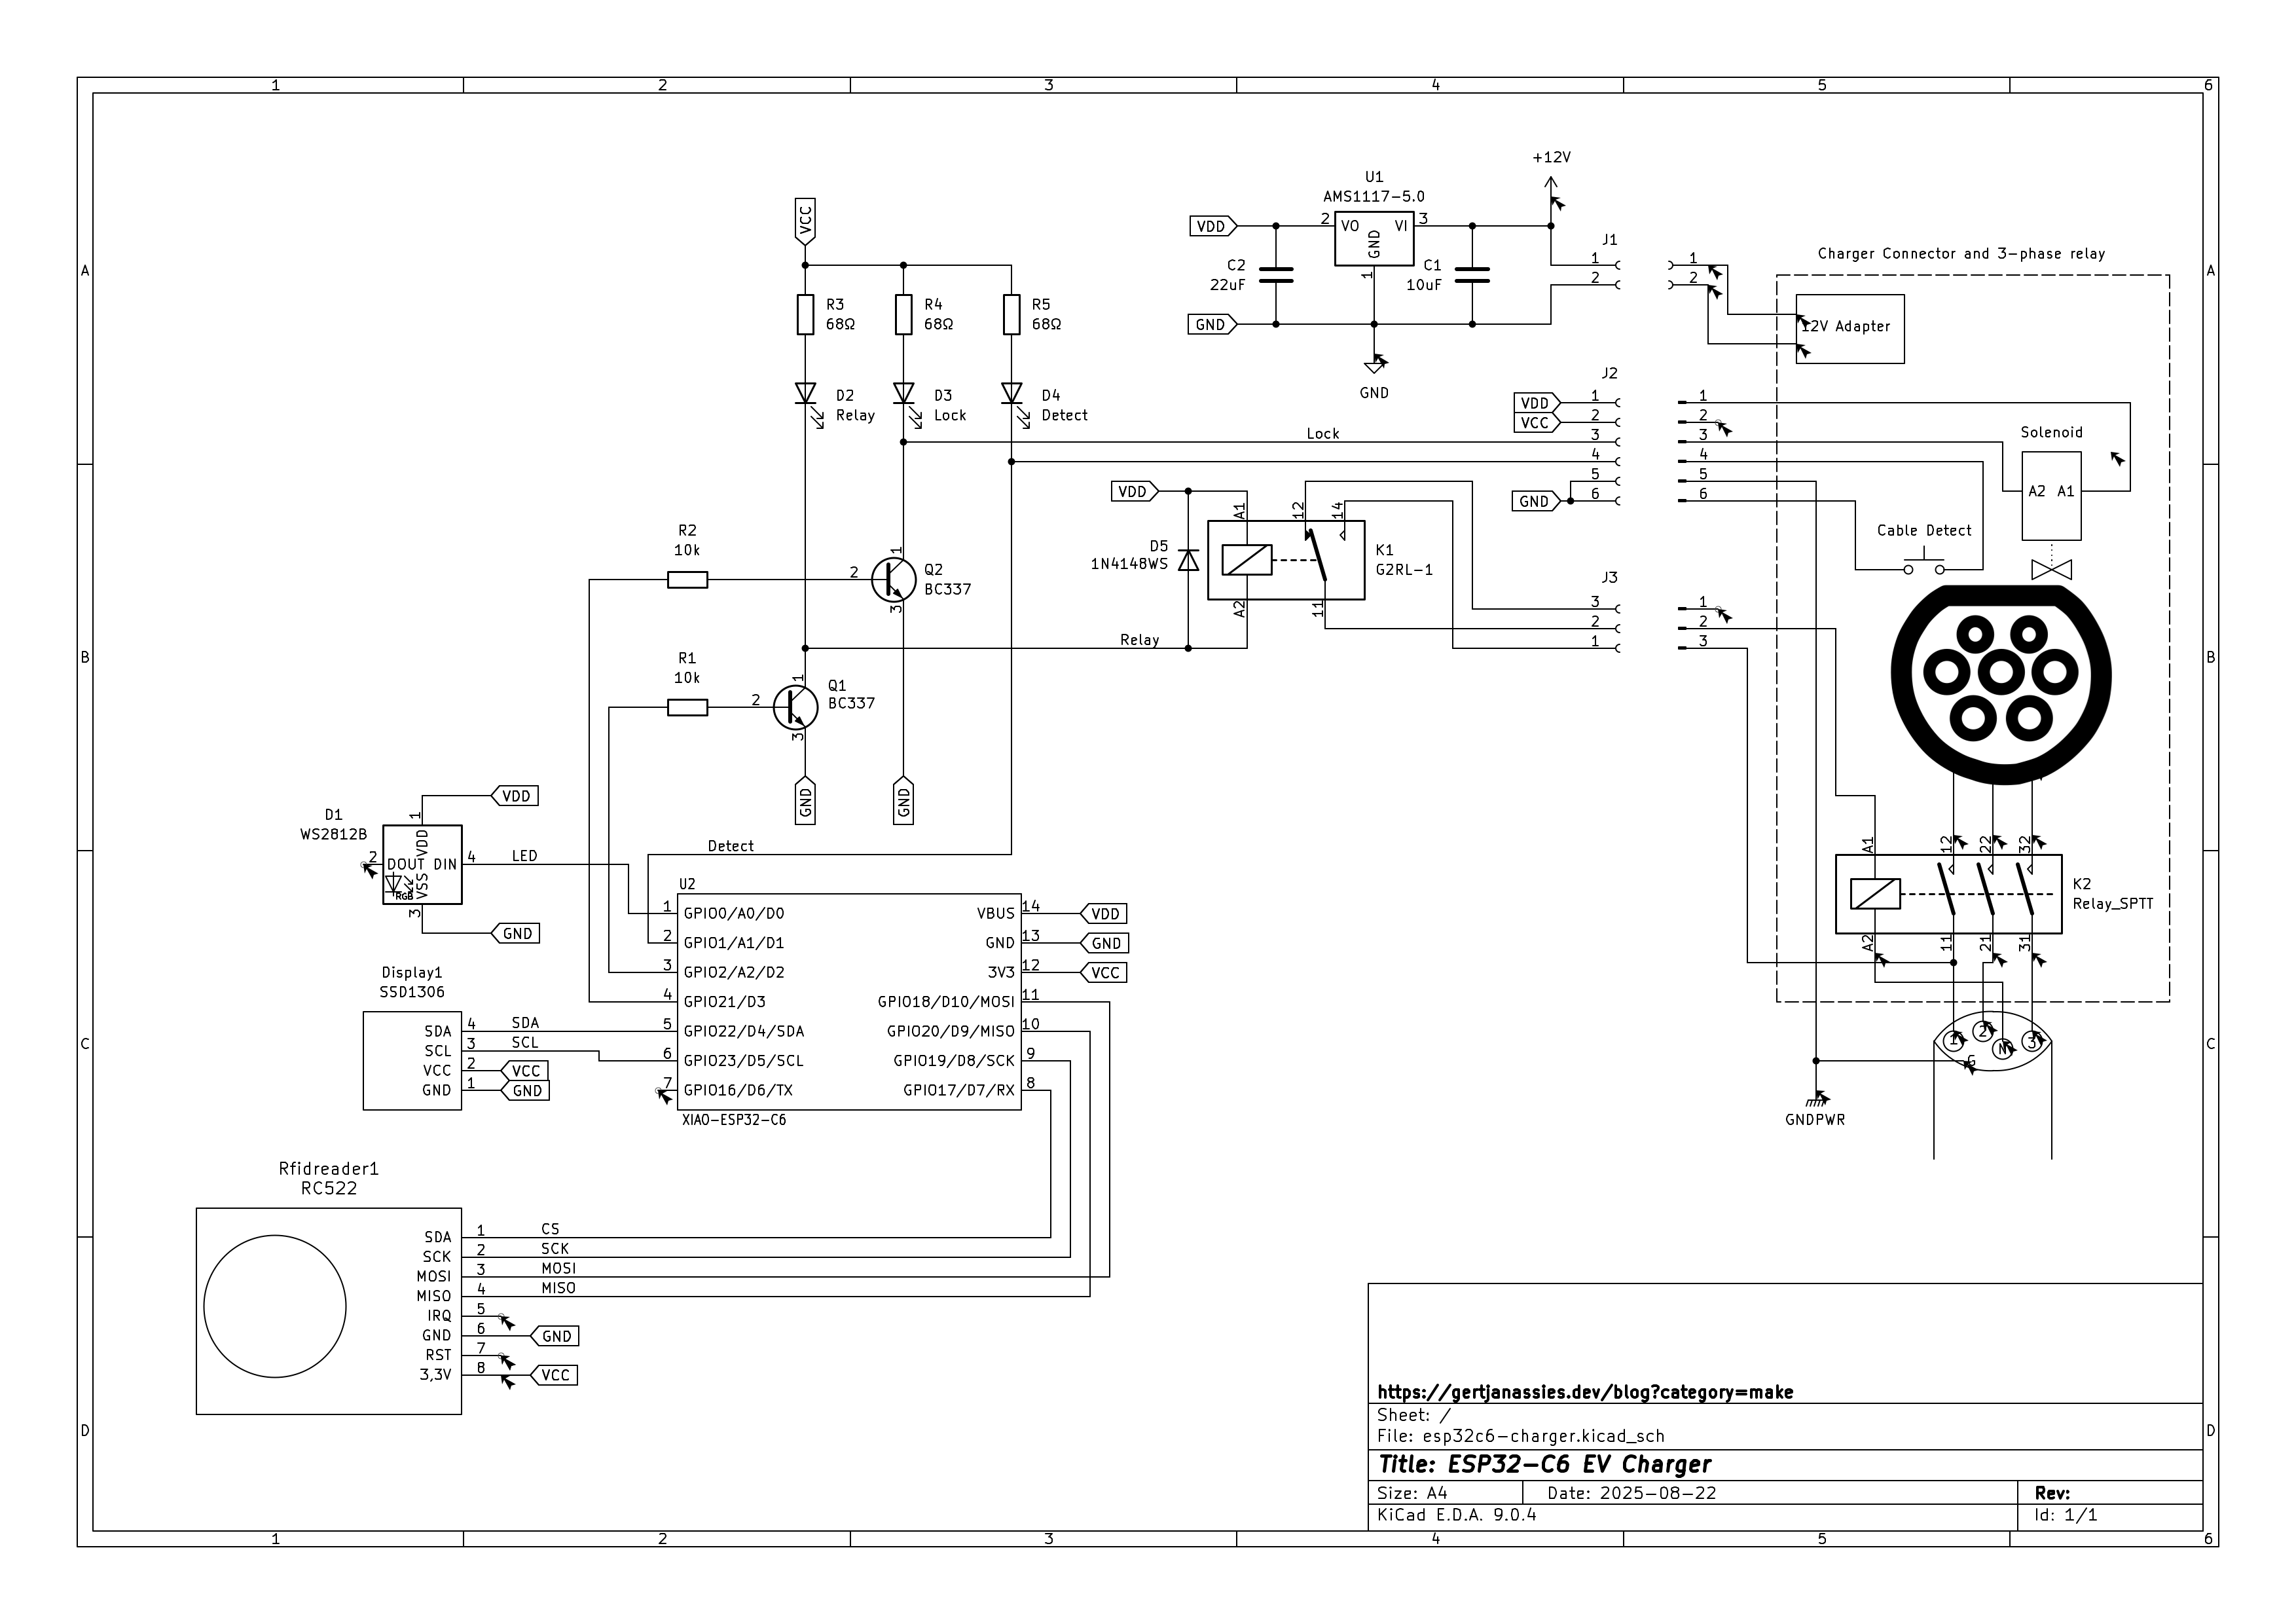 1 2 3 4 5 6
A A
B B
C C
D D
VCC
R3
68Ω
R4
68Ω
R5
68Ω
D2
Relay
D3
Lock
D4
Detect
+12V
U1
AMS1117-5.0
VDD
2 VO VI 3
GND
1
C2
22uF
C1
10uF
GND
GND
J1
1
2
1
2
Charger Connector and 3-phase relay
12V Adapter
J2
VDD 1
VCC 2
Lock 3
4
5
GND 6
1
2
3
4
5
6
Solenoid
A2 A1
Cable Detect
VDD
D5
1N4148WS
A1 12 14
A2 11
K1
G2RL-1
J3
3
2
1
1
2
3
R2
10k
2
1
3
Q2
BC337
Relay
R1
10k
2
1
3
Q1
BC337
GND
GND
D1
WS2812B
VDD
1
VDD
2 DOUT DIN 4
LED
RGB
VSS
3
GND
Detect
U2
1 GPIO0/A0/D0
2 GPIO1/A1/D1
3 GPIO2/A2/D2
4 GPIO21/D3
5 GPIO22/D4/SDA
6 GPIO23/D5/SCL
7 GPIO16/D6/TX
VBUS 14 VDD
GND 13 GND
3V3 12 VCC
GPIO18/D10/MOSI 11
GPIO20/D9/MISO 10
GPIO19/D8/SCK 9
GPIO17/D7/RX 8
XIAO-ESP32-C6
Display1
SSD1306
SDA 4 SDA
SCL 3 SCL
VCC 2 VCC
GND 1 GND
A1 12 22 32
K2
Relay_SPTT
A2 11 21 31
1 2 N 3
G
GNDPWR
Rfidreader1
RC522
SDA 1 CS
SCK 2 SCK
MOSI 3 MOSI
MISO 4 MISO
IRQ 5
GND 6 GND
RST 7
3,3V 8 VCC
https://gertjanassies.dev/blog?category=make
Sheet: /
File: esp32c6-charger.kicad_sch
Title: ESP32-C6 EV Charger
Size: A4 Date: 2025-08-22 Rev:
KiCad E.D.A. 9.0.4 Id: 1/1
1 2 3 4 5 6